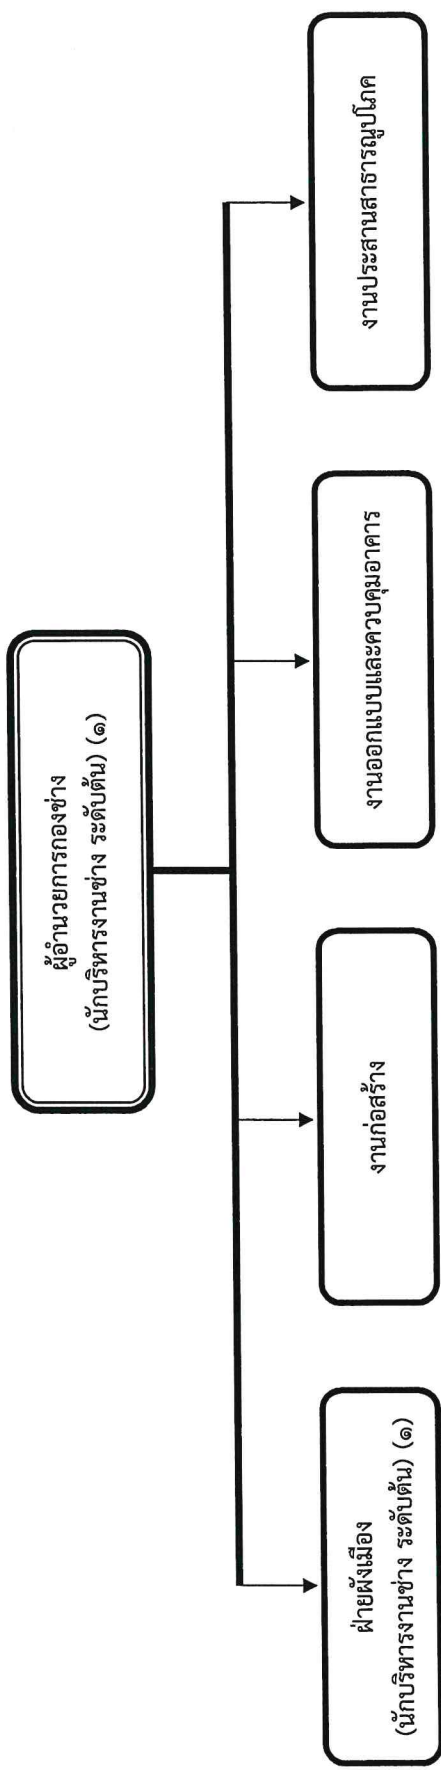 ผู้อำนวยการกองช่าง
(นักบริหารงานช่าง ระดับต้น) (๑)
ฝ่ายผังเมือง
(นักบริหารงานช่าง ระดับต้น) (๑)
งานก่อสร้าง
งานออกแบบและควบคุมอาคาร
งานประสานสาธารณูปโภค